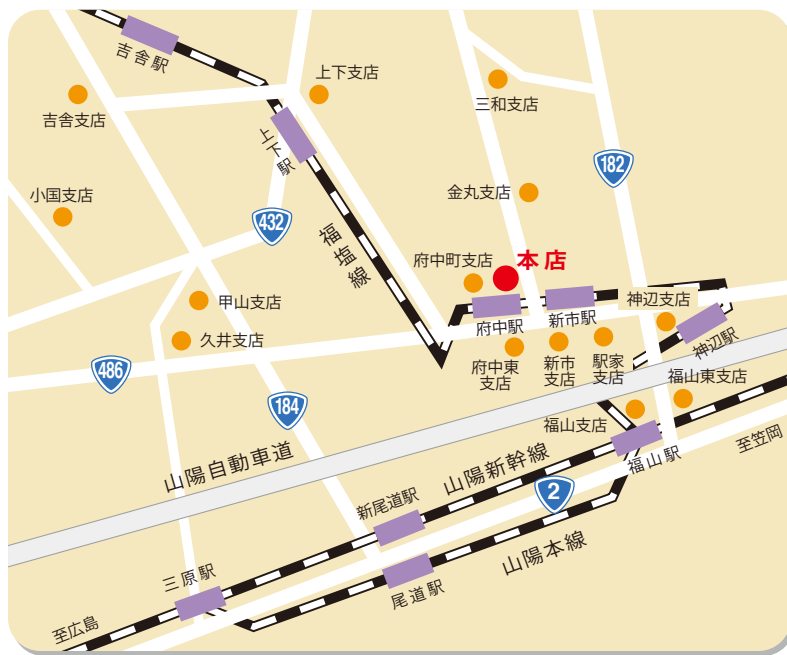 吉舎駅
上下支店
三和支店
吉舎支店
上下駅
182
小国支店
金丸支店
432
福塩線
本店
府中町支店
神辺支店
甲山支店
府中駅
新市駅
久井支店
神辺駅
府中東
支店
新市
支店
駅家
支店
486
福山東支店
184
福山支店
山陽自動車道
山陽新幹線
福山駅
至笠岡
新尾道駅
2
山陽本線
三原駅
尾道駅
至広島